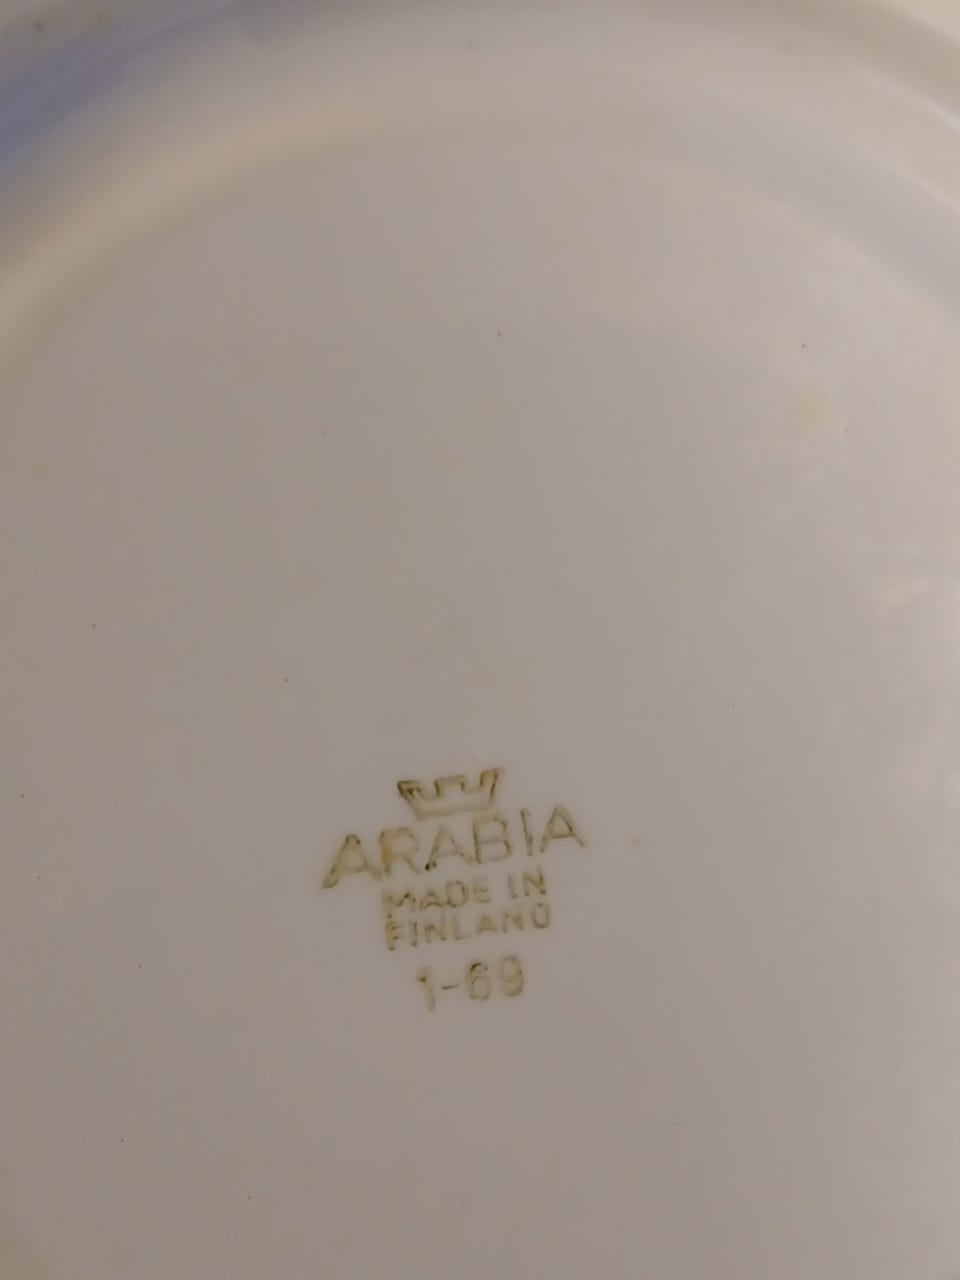 ARABIA
MADE IN
FINLAND
1-69